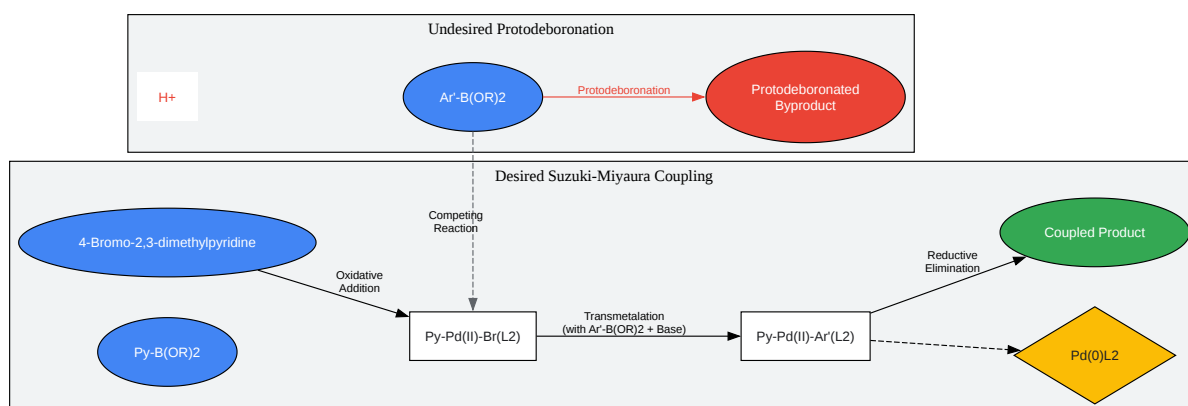 Undesired Protodeboronation
H+
Ar'-B(OR)2
Protodeboronation
Protodeboronated
Byproduct
Desired Suzuki-Miyaura Coupling
4-Bromo-2,3-dimethylpyridine
Competing
Reaction
Coupled Product
Oxidative
Addition
Reductive
Elimination
Py-B(OR)2
Py-Pd(II)-Br(L2)
Transmetalation
(with Ar'-B(OR)2 + Base)
Py-Pd(II)-Ar'(L2)
Pd(0)L2